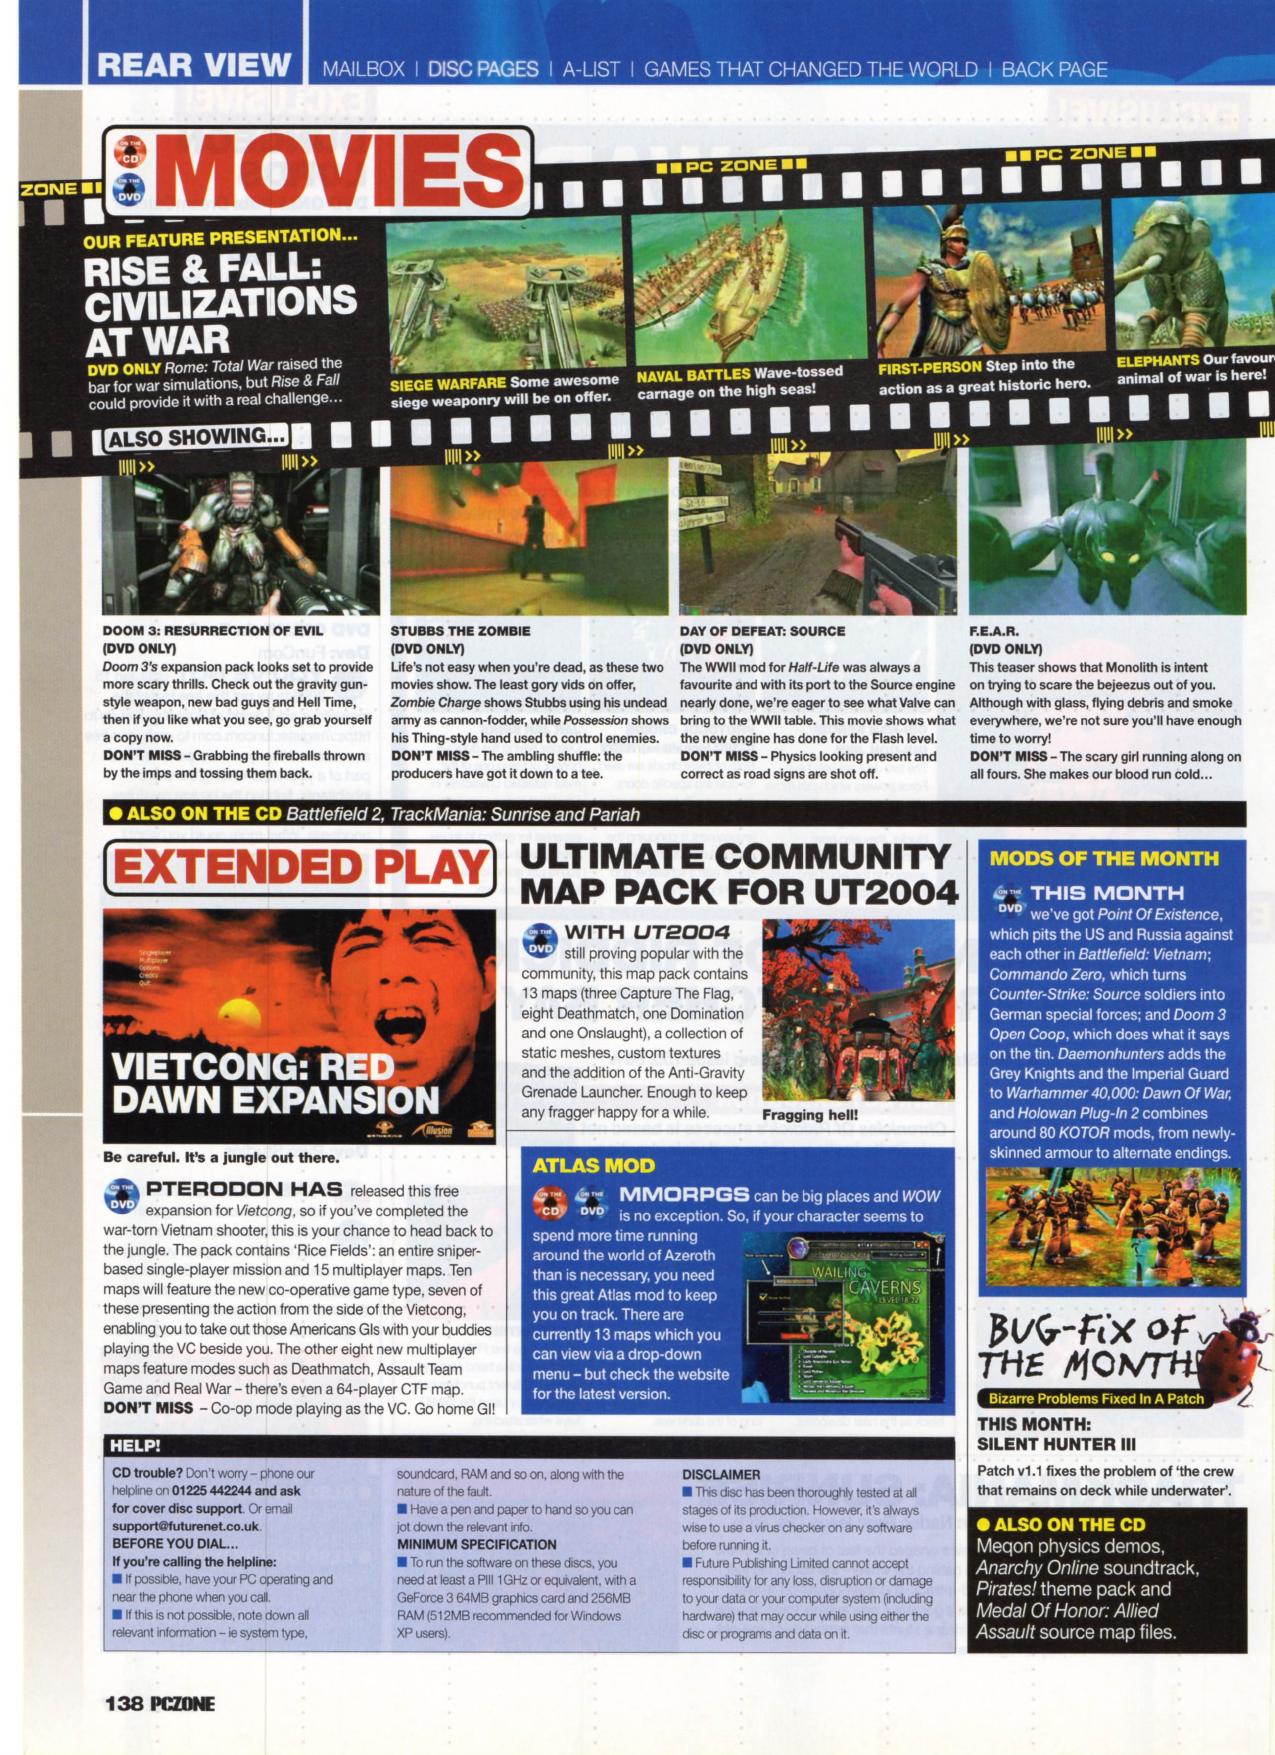 REAR VIEW
MAILBOX | DISC PAGES | A-LIST | GAMES THAT CHANGED THE WORLD | BACK PAGE
ON THE CD
ON THE DVD
MOVIES
ZONE
PC ZONE
PC ZONE
OUR FEATURE PRESENTATION...
RISE & FALL:
CIVILIZATIONS
AT WAR
DVD ONLY Rome: Total War raised the
bar for war simulations, but Rise & Fall
could provide it with a real challenge...
SIEGE WARFARE Some awesome
siege weaponry will be on offer.
NAVAL BATTLES Wave-tossed
carnage on the high seas!
FIRST-PERSON Step into the
action as a great historic hero.
ELEPHANTS Our favour
animal of war is here!
ALSO SHOWING...
DOOM 3: RESURRECTION OF EVIL
(DVD ONLY)
Doom 3's expansion pack looks set to provide
more scary thrills. Check out the gravity gun-
style weapon, new bad guys and Hell Time,
then if you like what you see, go grab yourself
a copy now.
DON'T MISS – Grabbing the fireballs thrown
by the imps and tossing them back.
STUBBS THE ZOMBIE
(DVD ONLY)
Life's not easy when you're dead, as these two
movies show. The least gory vids on offer,
Zombie Charge shows Stubbs using his undead
army as cannon-fodder, while Possession shows
his Thing-style hand used to control enemies.
DON'T MISS – The ambling shuffle: the
producers have got it down to a tee.
DAY OF DEFEAT: SOURCE
(DVD ONLY)
The WWII mod for Half-Life was always a
favourite and with its port to the Source engine
nearly done, we're eager to see what Valve can
bring to the WWII table. This movie shows what
the new engine has done for the Flash level.
DON'T MISS – Physics looking present and
correct as road signs are shot off.
F.E.A.R.
(DVD ONLY)
This teaser shows that Monolith is intent
on trying to scare the bejeezus out of you.
Although with glass, flying debris and smoke
everywhere, we're not sure you'll have enough
time to worry!
DON'T MISS – The scary girl running along on
all fours. She makes our blood run cold...
● ALSO ON THE CD Battlefield 2, TrackMania: Sunrise and Pariah
EXTENDED PLAY
Singleplayer
Multiplayer
Options
Credits
Quit
VIETCONG: RED
DAWN EXPANSION
GATHERING
illusion
Be careful. It's a jungle out there.
ON THE DVD
PTERODON HAS released this free
expansion for Vietcong, so if you've completed the
war-torn Vietnam shooter, this is your chance to head back to
the jungle. The pack contains 'Rice Fields': an entire sniper-
based single-player mission and 15 multiplayer maps. Ten
maps will feature the new co-operative game type, seven of
these presenting the action from the side of the Vietcong,
enabling you to take out those Americans GIs with your buddies
playing the VC beside you. The other eight new multiplayer
maps feature modes such as Deathmatch, Assault Team
Game and Real War – there's even a 64-player CTF map.
DON'T MISS – Co-op mode playing as the VC. Go home GI!
ULTIMATE COMMUNITY
MAP PACK FOR UT2004
ON THE DVD
WITH UT2004
still proving popular with the
community, this map pack contains
13 maps (three Capture The Flag,
eight Deathmatch, one Domination
and one Onslaught), a collection of
static meshes, custom textures
and the addition of the Anti-Gravity
Grenade Launcher. Enough to keep
any fragger happy for a while.
Fragging hell!
ATLAS MOD
ON THE CD
ON THE DVD
MMORPGS can be big places and WOW
is no exception. So, if your character seems to
spend more time running
around the world of Azeroth
than is necessary, you need
this great Atlas mod to keep
you on track. There are
currently 13 maps which you
can view via a drop-down
menu – but check the website
for the latest version.
WAILING
CAVERNS
MODS OF THE MONTH
ON THE DVD
THIS MONTH
we've got Point Of Existence,
which pits the US and Russia against
each other in Battlefield: Vietnam;
Commando Zero, which turns
Counter-Strike: Source soldiers into
German special forces; and Doom 3
Open Coop, which does what it says
on the tin. Daemonhunters adds the
Grey Knights and the Imperial Guard
to Warhammer 40,000: Dawn Of War,
and Holowan Plug-In 2 combines
around 80 KOTOR mods, from newly-
skinned armour to alternate endings.
BUG-FIX OF
THE MONTH
Bizarre Problems Fixed In A Patch
THIS MONTH:
SILENT HUNTER III
Patch v1.1 fixes the problem of 'the crew
that remains on deck while underwater'.
● ALSO ON THE CD
Meqon physics demos,
Anarchy Online soundtrack,
Pirates! theme pack and
Medal Of Honor: Allied
Assault source map files.
HELP!
CD trouble? Don't worry – phone our
helpline on 01225 442244 and ask
for cover disc support. Or email
support@futurenet.co.uk.
BEFORE YOU DIAL...
If you're calling the helpline:
■ If possible, have your PC operating and
near the phone when you call.
■ If this is not possible, note down all
relevant information – ie system type,
soundcard, RAM and so on, along with the
nature of the fault.
■ Have a pen and paper to hand so you can
jot down the relevant info.
MINIMUM SPECIFICATION
■ To run the software on these discs, you
need at least a PIII 1GHz or equivalent, with a
GeForce 3 64MB graphics card and 256MB
RAM (512MB recommended for Windows
XP users).
DISCLAIMER
■ This disc has been thoroughly tested at all
stages of its production. However, it's always
wise to use a virus checker on any software
before running it.
■ Future Publishing Limited cannot accept
responsibility for any loss, disruption or damage
to your data or your computer system (including
hardware) that may occur while using either the
disc or programs and data on it.
138 PCZONE